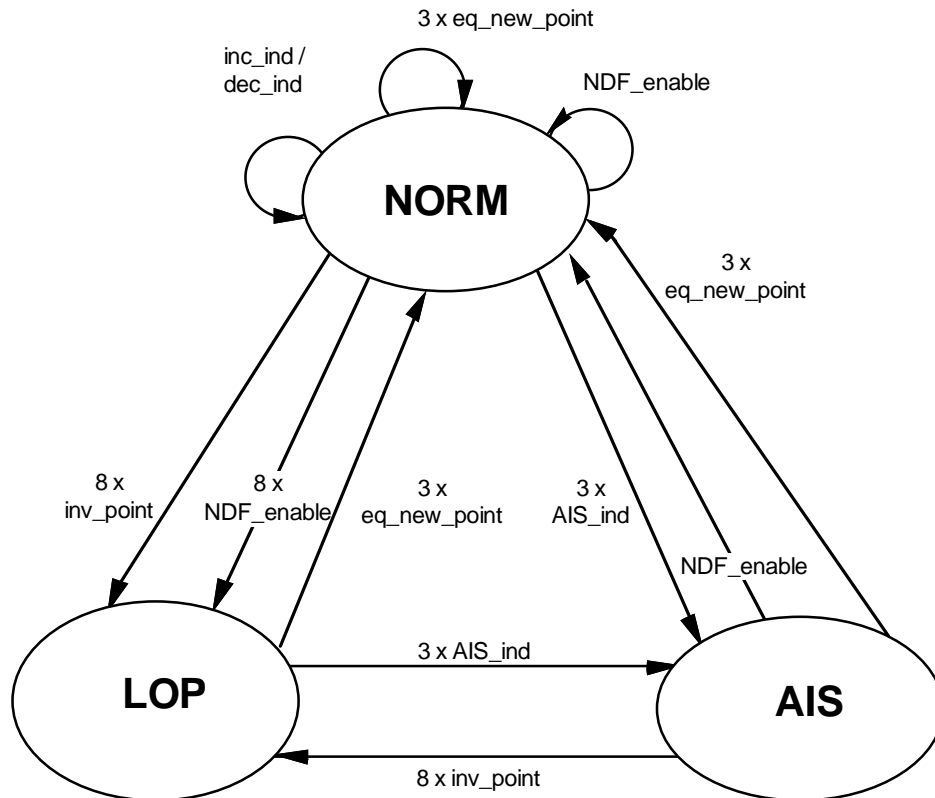 3 x eq_new_point
inc_ind /
dec_ind
NDF_enable
NORM
3 x
eq_new_point
8 x
inv_point
8 x
NDF_enable
3 x
eq_new_point
3 x
AIS_ind
NDF_enable
3 x AIS_ind
LOP
AIS
8 x inv_point